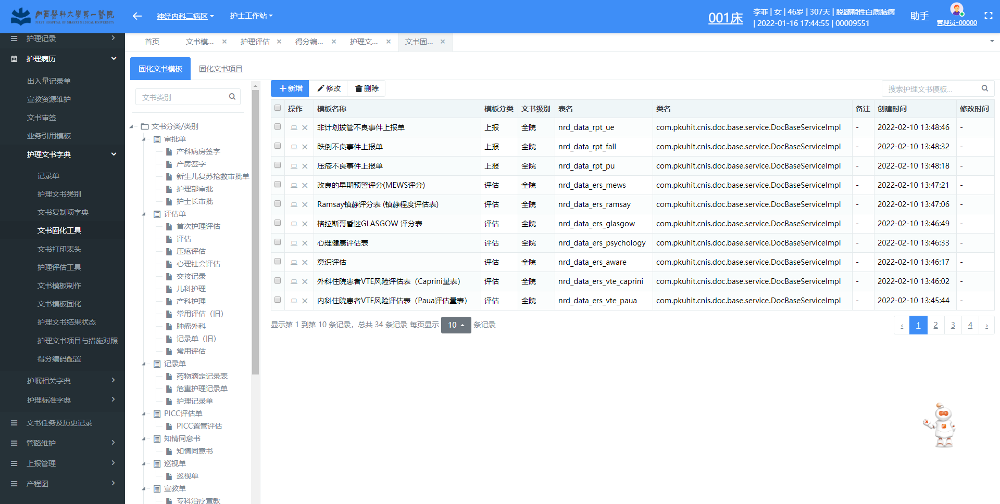 山西醫科大學第一醫院
FIRST HOSPITAL OF SHANXI MEDICAL UNIVERSITY
神经内科二病区
护士工作站
001床
李菲 | 女 | 46岁 | 307天 | 脱髓鞘性白质脑病
| 2022-01-16 17:44:55 | 00009551
助手
管理员-00000
护理记录
护理病历
出入量记录单
宣教资源维护
文书审签
业务引用模板
护理文书字典
记录单
护理文书类别
文书复制项字典
文书固化工具
文书打印表头
护理评估工具
文书模板制作
文书模板固化
护理文书结果状态
护理文书项目与措施对照
得分编码配置
护嘱相关字典
护理标准字典
文书任务及历史记录
管路维护
上报管理
产程图
首页
文书模...
护理评估
得分编...
护理文...
文书固...
固化文书模板
固化文书项目
文书类别
文书分类/类别
审批单
产科病房签字
产房签字
新生儿复苏抢救审批单
护理部审批
护士长审批
评估单
首次护理评估
评估
压疮评估
心理社会评估
交接记录
儿科护理
产科护理
常用评估（旧）
肿瘤外科
记录单（旧）
常用评估
记录单
药物滴定记录表
危重护理记录单
护理记录单
PICC评估单
PICC置管评估
知情同意书
知情同意书
巡视单
巡视单
宣教单
专科治疗宣教
新增
修改
删除
搜索护理文书模板...
操作 模板名称 模板分类 文书级别 表名 类名 备注 创建时间 修改时间
非计划拔管不良事件上报单 上报 全院 nrd_data_rpt_ue com.pkuhit.cnis.doc.base.service.DocBaseServiceImpl - 2022-02-10 13:48:46 -
跌倒不良事件上报单 上报 全院 nrd_data_rpt_fall com.pkuhit.cnis.doc.base.service.DocBaseServiceImpl - 2022-02-10 13:48:32 -
压疮不良事件上报单 上报 全院 nrd_data_rpt_pu com.pkuhit.cnis.doc.base.service.DocBaseServiceImpl - 2022-02-10 13:48:18 -
改良的早期预警评分(MEWS评分) 评估 全院 nrd_data_ers_mews com.pkuhit.cnis.doc.base.service.DocBaseServiceImpl - 2022-02-10 13:47:21 -
Ramsay镇静评分表 (镇静程度评估表) 评估 全院 nrd_data_ers_ramsay com.pkuhit.cnis.doc.base.service.DocBaseServiceImpl - 2022-02-10 13:47:06 -
格拉斯哥昏迷GLASGOW 评分表 评估 全院 nrd_data_ers_glasgow com.pkuhit.cnis.doc.base.service.DocBaseServiceImpl - 2022-02-10 13:46:49 -
心理健康评估表 评估 全院 nrd_data_ers_psychology com.pkuhit.cnis.doc.base.service.DocBaseServiceImpl - 2022-02-10 13:46:33 -
意识评估 评估 全院 nrd_data_ers_aware com.pkuhit.cnis.doc.base.service.DocBaseServiceImpl - 2022-02-10 13:46:17 -
外科住院患者VTE风险评估表（Caprini量表） 评估 全院 nrd_data_ers_vte_caprini com.pkuhit.cnis.doc.base.service.DocBaseServiceImpl - 2022-02-10 13:46:02 -
内科住院患者VTE风险评估表（Paua评估量表） 评估 全院 nrd_data_ers_vte_paua com.pkuhit.cnis.doc.base.service.DocBaseServiceImpl - 2022-02-10 13:45:44 -
显示第 1 到第 10 条记录，总共 34 条记录 每页显示 10 条记录
‹ 1 2 3 4 ›